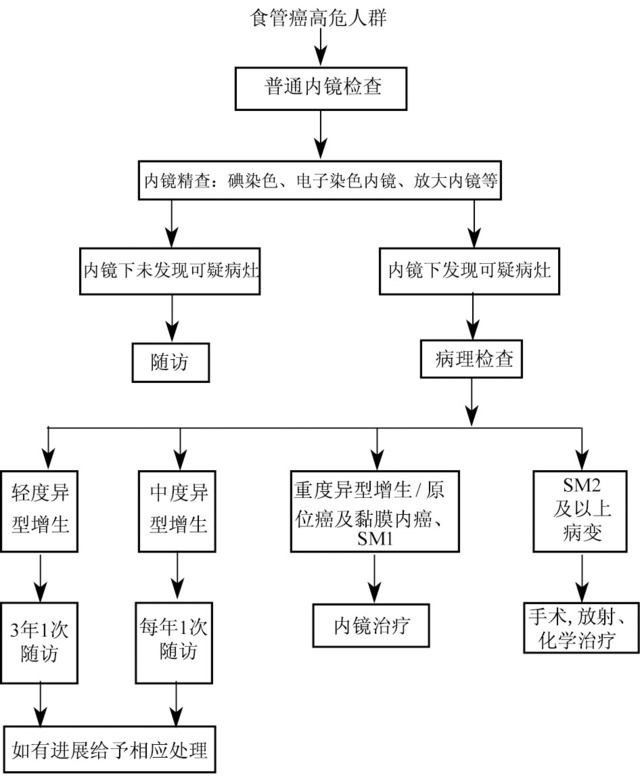 食管癌高危人群
普通内镜检查
内镜精查：碘染色、电子染色内镜、放大内镜等
内镜下未发现可疑病灶
内镜下发现可疑病灶
随访
病理检查
轻度异
型增生
中度异
型增生
重度异型增生/原
位癌及黏膜内癌、
SM1
SM2
及以上
病变
3年1次
随访
每年1次
随访
内镜治疗
手术,放射、
化学治疗
如有进展给予相应处理